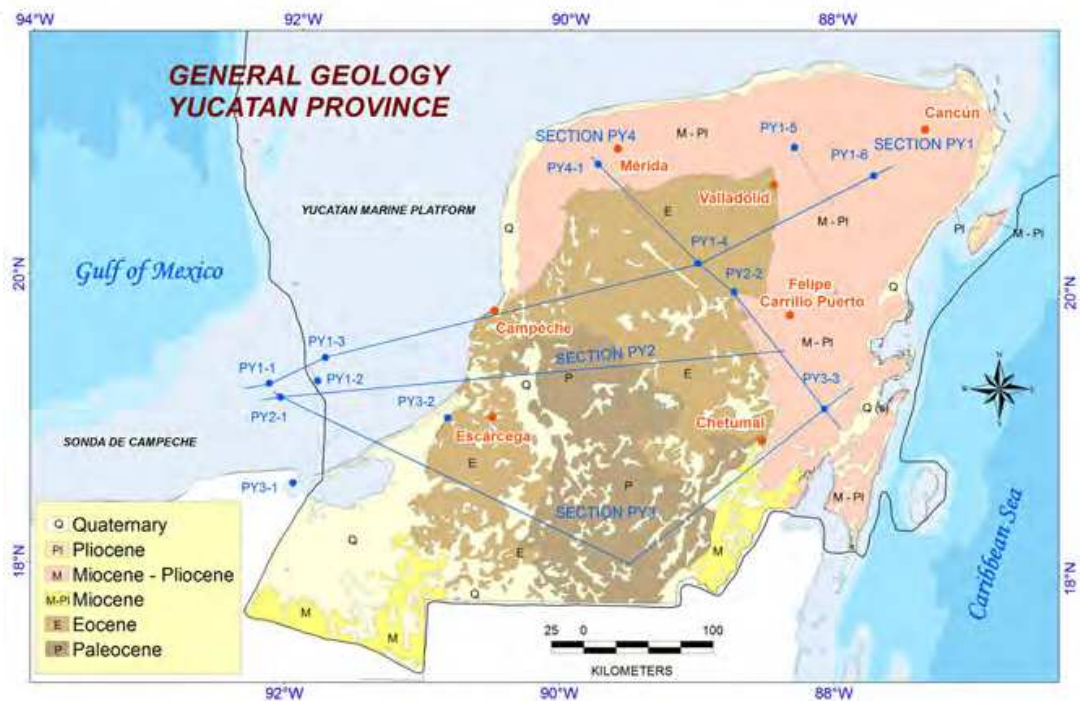 94°W
92°W
90°W
88°W
GENERAL GEOLOGY
YUCATAN PROVINCE
Cancún
SECTION PY4
M - PI
PY1-5
SECTION PY1
PY4-1
Mérida
PY1-6
Valladolid
YUCATAN MARINE PLATFORM
E
M - PI
Q
PI
M - PI
PY1-4
Gulf of Mexico
20°N
20°N
PY2-2
Felipe
Carrillo Puerto
Q
Campeche
PY1-3
M - PI
SECTION PY2
PY1-1
PY1-2
Q
P
E
PY3-3
PY2-1
PY3-2
Q (s)
Escárcega
Chetumal
SONDA DE CAMPECHE
E
PY3-1
P
M - PI
SECTION PY3
Q Quaternary
PI Pliocene
M Miocene - Pliocene
M-PI Miocene
E Eocene
P Paleocene
Q
E
M
18°N
18°N
Q
M
M
25 0 100
KILOMETERS
Caribbean Sea
92°W
90°W
88°W